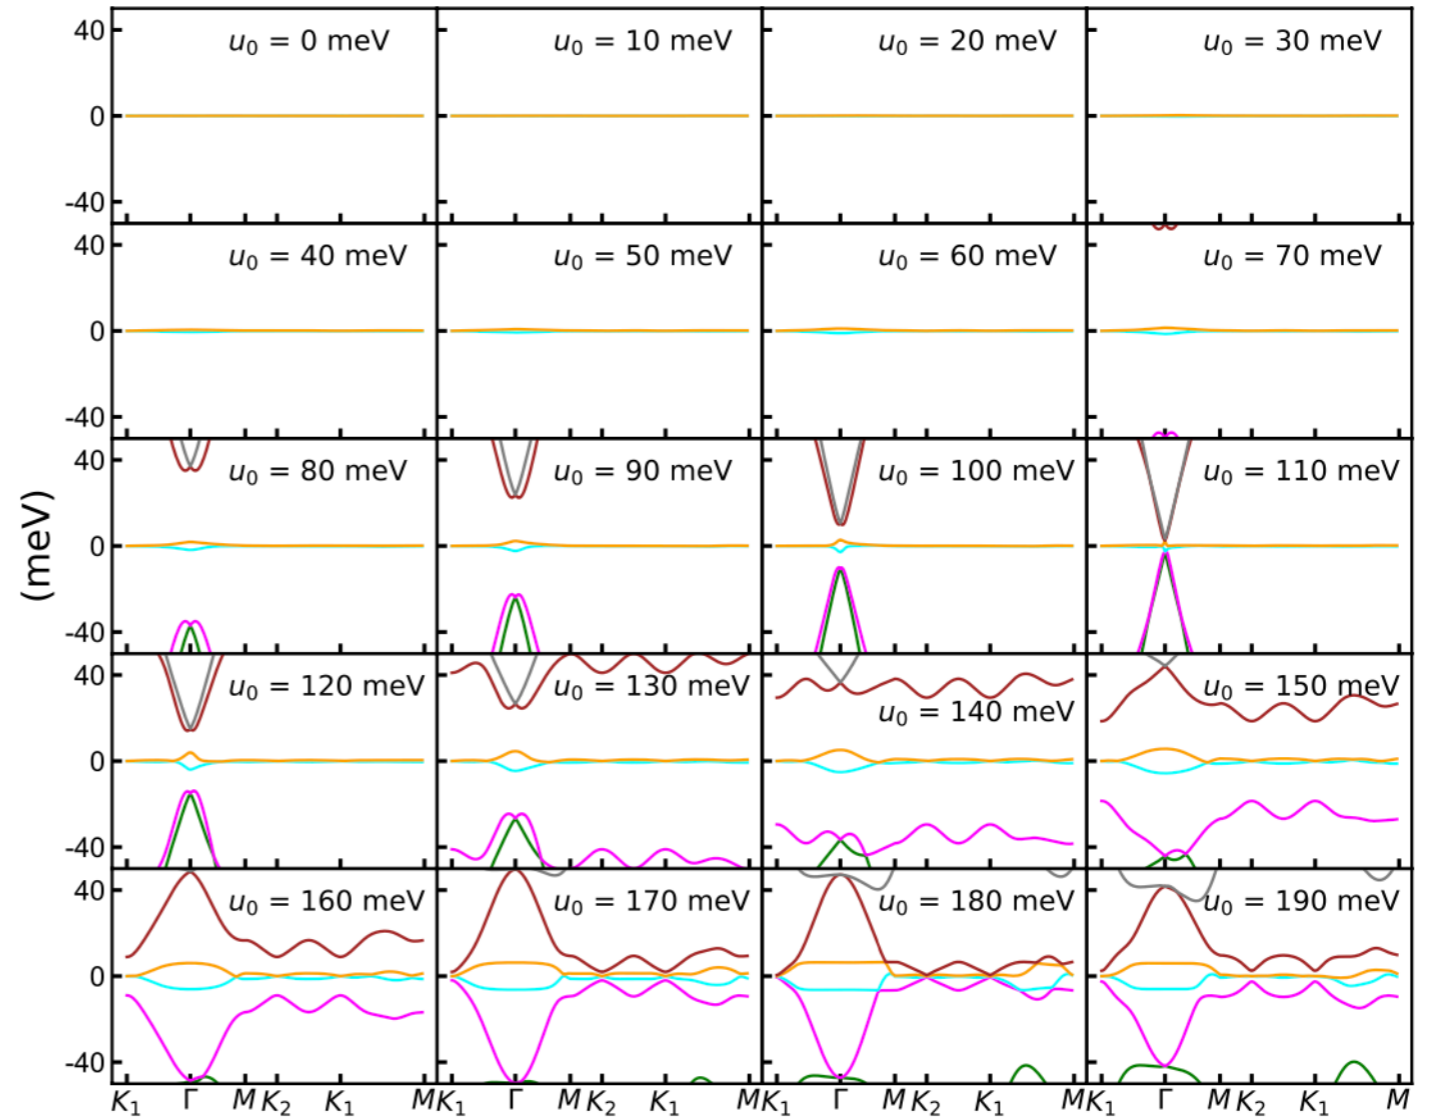 40
u₀ = 0 meV
u₀ = 10 meV
u₀ = 20 meV
u₀ = 30 meV
0
-40
40
u₀ = 40 meV
u₀ = 50 meV
u₀ = 60 meV
u₀ = 70 meV
0
-40
(meV)
40
u₀ = 80 meV
u₀ = 90 meV
u₀ = 100 meV
u₀ = 110 meV
0
-40
40
u₀ = 120 meV
u₀ = 130 meV
u₀ = 140 meV
u₀ = 150 meV
0
-40
40
u₀ = 160 meV
u₀ = 170 meV
u₀ = 180 meV
u₀ = 190 meV
0
-40
K₁ Γ M K₂ K₁ M K₁ Γ M K₂ K₁ M K₁ Γ M K₂ K₁ M K₁ Γ M K₂ K₁ M